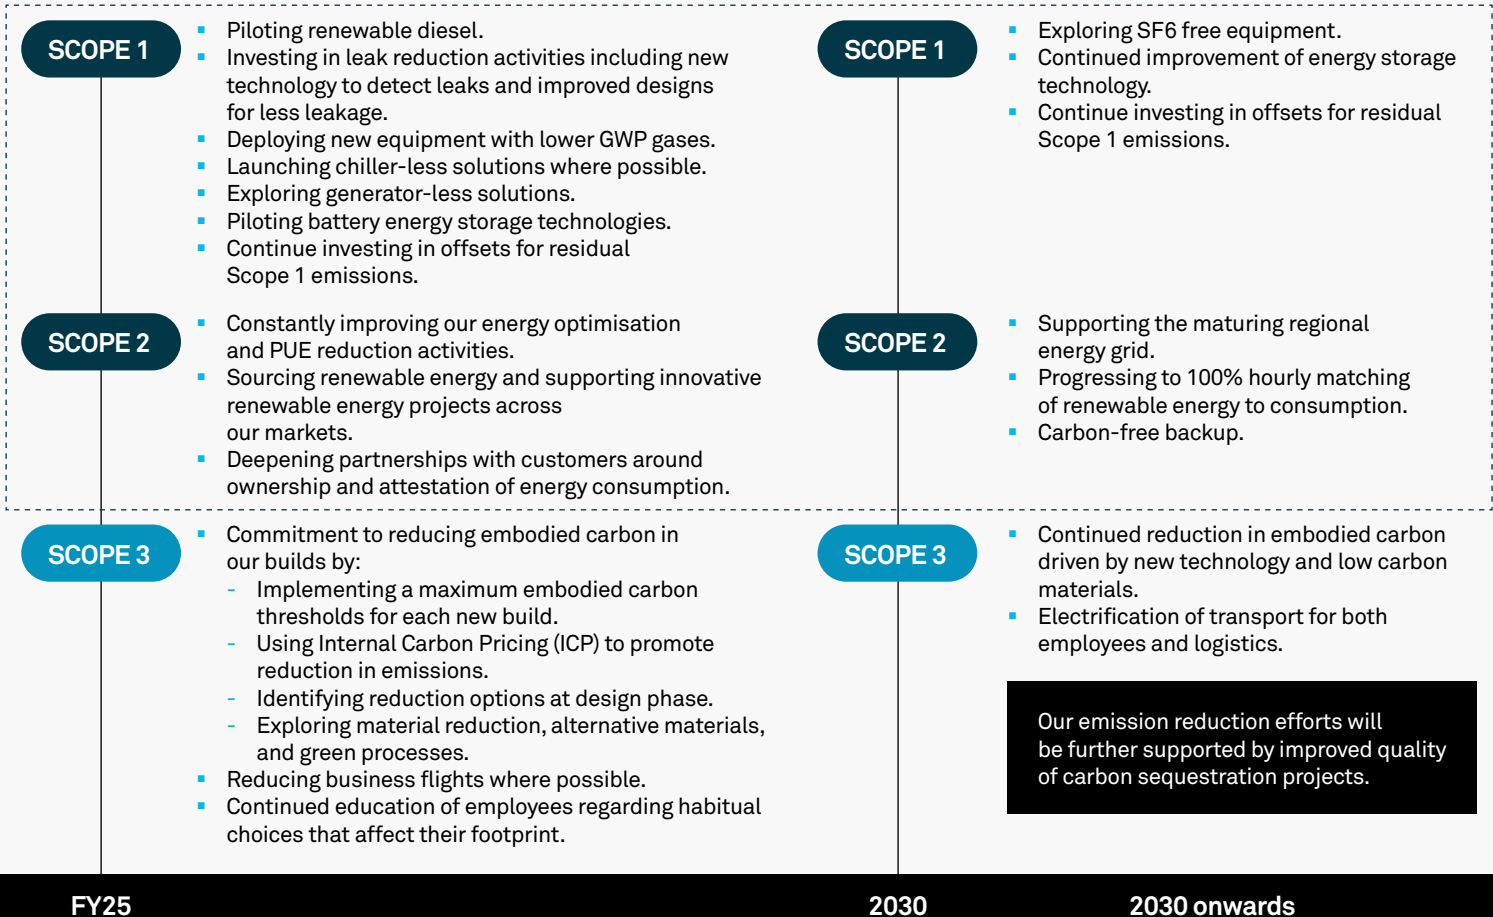 SCOPE 1
Piloting renewable diesel.
Investing in leak reduction activities including new
technology to detect leaks and improved designs
for less leakage.
Deploying new equipment with lower GWP gases.
Launching chiller-less solutions where possible.
Exploring generator-less solutions.
Piloting battery energy storage technologies.
Continue investing in offsets for residual
Scope 1 emissions.
SCOPE 2
Constantly improving our energy optimisation
and PUE reduction activities.
Sourcing renewable energy and supporting innovative
renewable energy projects across
our markets.
Deepening partnerships with customers around
ownership and attestation of energy consumption.
SCOPE 3
Commitment to reducing embodied carbon in
our builds by:
- Implementing a maximum embodied carbon
thresholds for each new build.
- Using Internal Carbon Pricing (ICP) to promote
reduction in emissions.
- Identifying reduction options at design phase.
- Exploring material reduction, alternative materials,
and green processes.
Reducing business flights where possible.
Continued education of employees regarding habitual
choices that affect their footprint.
FY25
SCOPE 1
Exploring SF6 free equipment.
Continued improvement of energy storage
technology.
Continue investing in offsets for residual
Scope 1 emissions.
SCOPE 2
Supporting the maturing regional
energy grid.
Progressing to 100% hourly matching
of renewable energy to consumption.
Carbon-free backup.
SCOPE 3
Continued reduction in embodied carbon
driven by new technology and low carbon
materials.
Electrification of transport for both
employees and logistics.
Our emission reduction efforts will
be further supported by improved quality
of carbon sequestration projects.
2030
2030 onwards